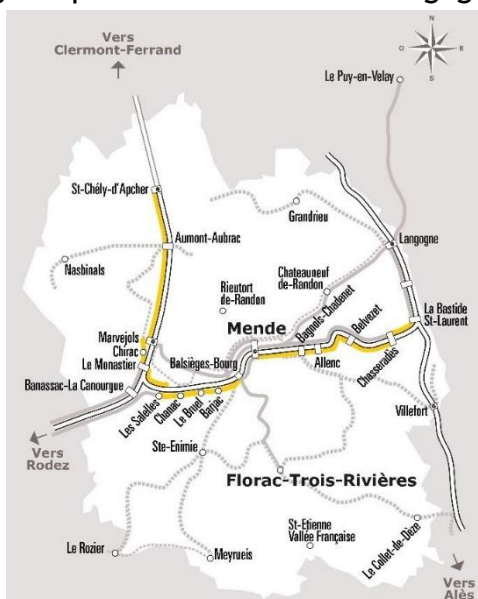 Vers
Clermont-Ferrand
N
O
E
S
Le Puy-en-Velay
St-Chély-d'Apcher
Grandrieu
Aumont-Aubrac
Langogne
Nasbinals
Chateauneuf
de-Randon
Rieutort
de-Randon
Bagnols-Chadenet
Belvezet
La Bastide
St-Laurent
Mende
Marvejols
Chirac
Le Monastier
Balsièges-Bourg
Allenc
Chasseradès
Banassac-La Canourgue
Les Salelles
Chanac
Le Bruel
Barjac
Villefort
Vers
Rodez
Ste-Enimie
Florac-Trois-Rivières
St-Etienne
Vallée Française
Le Collet-de-Dèze
Le Rozier
Meyrueis
Vers
Alès